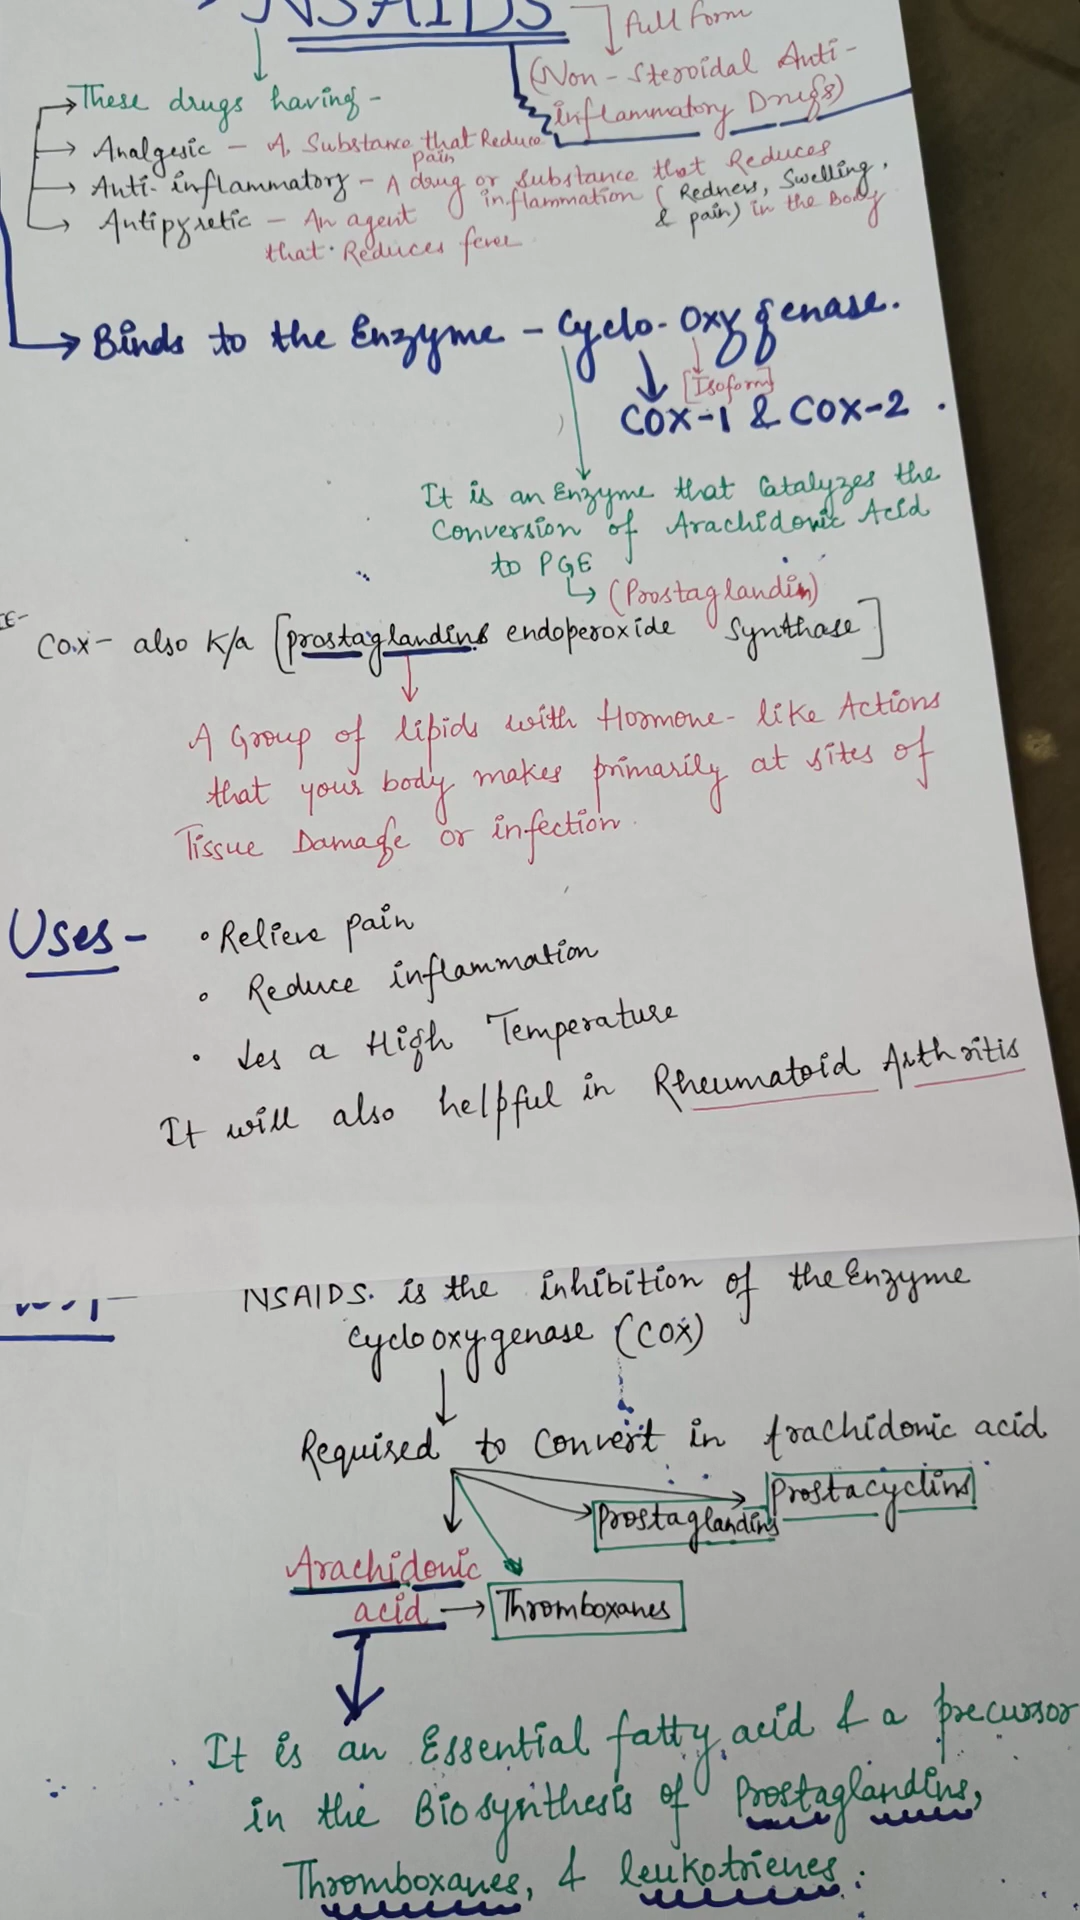 NSAIDS
Full Form
(Non-Steroidal Anti-
inflammatory Drugs)
These drugs having-
Analgesic - A, Substance that Reduce
pain
Anti-inflammatory - A drug or Substance that Reduces
inflammation (Redness, Swelling,
& pain) in the Body
Antipyretic - An agent
that Reduces fever
Binds to the Enzyme - Cyclo-Oxygenase.
[Isoform]
COX-1 & COX-2.
It is an Enzyme that Catalyzes the
Conversion of Arachidonic Acid
to PGE
(Prostaglandin)
Cox- also K/a [prostaglandins endoperoxide Synthase]
A Group of lipids with Hormone-like Actions
that your body makes primarily at sites of
Tissue Damage or infection.
Uses-
• Relieve pain
• Reduce inflammation
• Les a High Temperature
It will also helpful in Rheumatoid Arthritis
NSAIDS. is the inhibition of the Enzyme
Cyclooxygenase (COX)
Required to Convert in Arachidonic acid
Prostacyclins
Prostaglandins
Arachidonic
acid → Thromboxanes
It is an Essential fatty acid & a precursor
in the Biosynthesis of Prostaglandins,
Thromboxanes, & leukotrienes.